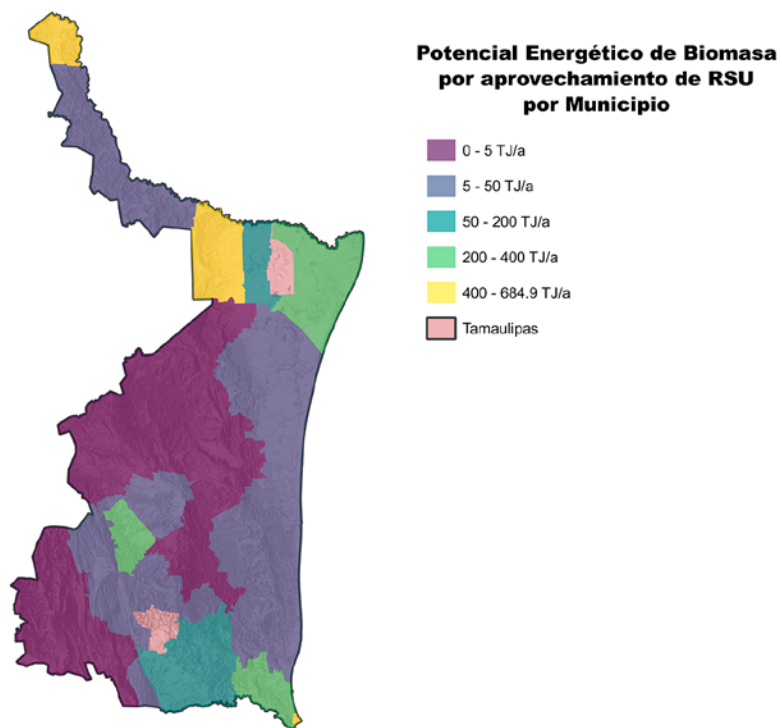 Potencial Energético de Biomasa
por aprovechamiento de RSU
por Municipio
0 - 5 TJ/a
5 - 50 TJ/a
50 - 200 TJ/a
200 - 400 TJ/a
400 - 684.9 TJ/a
Tamaulipas